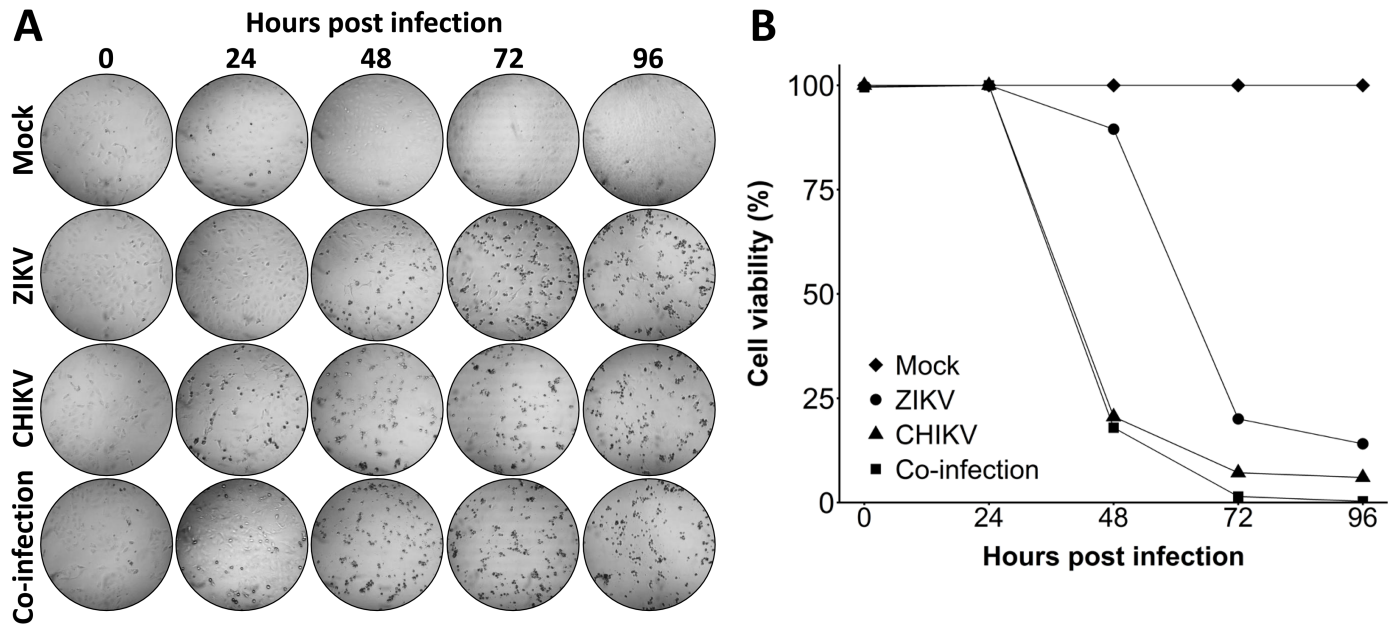 A
Hours post infection
0 24 48 72 96
Mock
ZIKV
CHIKV
Co-infection
B
Cell viability (%)
100
75
50
25
0
Mock
ZIKV
CHIKV
Co-infection
0 24 48 72 96
Hours post infection